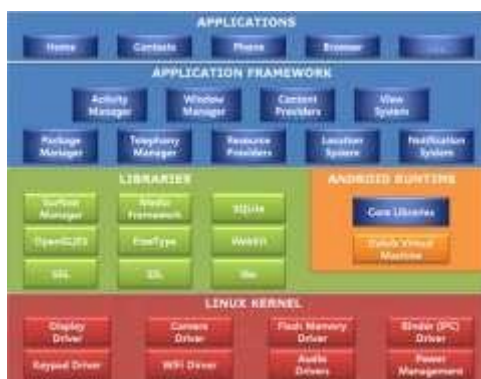 APPLICATIONS
Home Contacts Phone Browser ...
APPLICATION FRAMEWORK
Activity Manager Window Manager Content Providers View System
Package Manager Telephony Manager Resource Providers Location System Notification System
LIBRARIES ANDROID RUNTIME
Surface Manager Media Framework SQLite Core Libraries
OpenGL|ES FreeType WebKit Dalvik Virtual Machine
SGL SSL libc
LINUX KERNEL
Display Driver Camera Driver Flash Memory Driver Binder (IPC) Driver
Keypad Driver WiFi Driver Audio Drivers Power Management